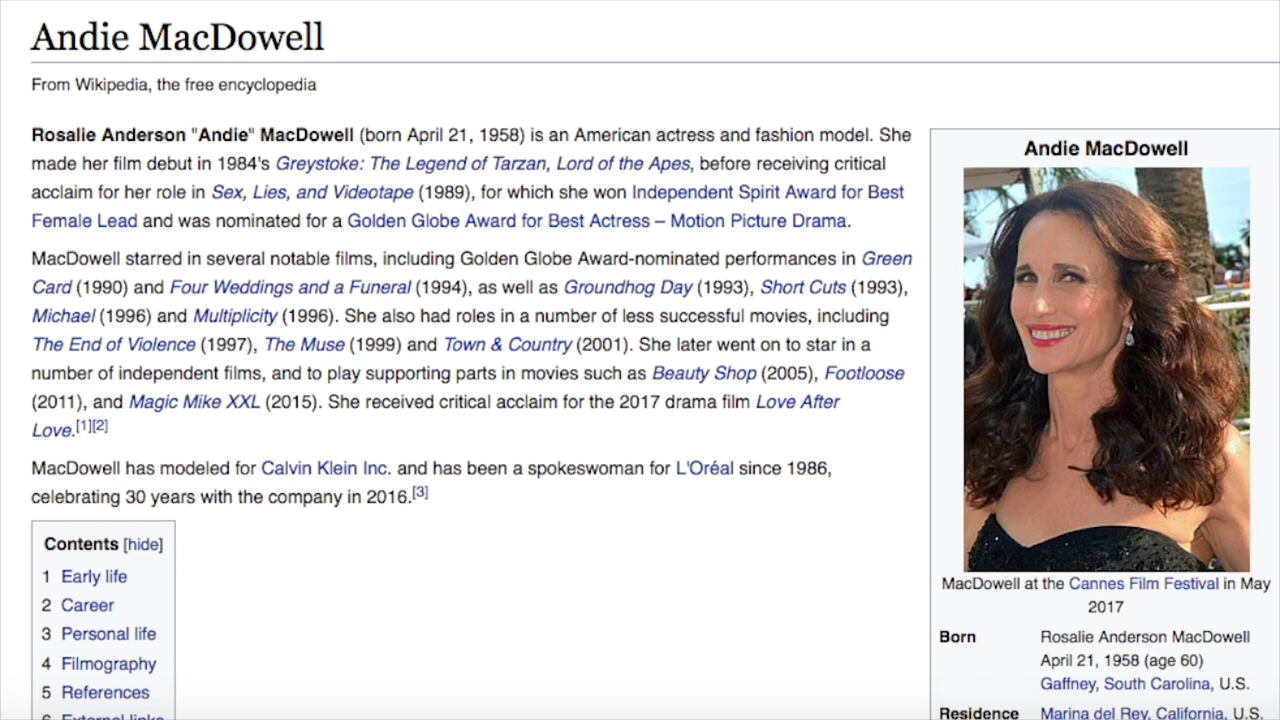 Andie MacDowell
From Wikipedia, the free encyclopedia
Rosalie Anderson "Andie" MacDowell (born April 21, 1958) is an American actress and fashion model. She
made her film debut in 1984's Greystoke: The Legend of Tarzan, Lord of the Apes, before receiving critical
acclaim for her role in Sex, Lies, and Videotape (1989), for which she won Independent Spirit Award for Best
Female Lead and was nominated for a Golden Globe Award for Best Actress – Motion Picture Drama.
MacDowell starred in several notable films, including Golden Globe Award-nominated performances in Green
Card (1990) and Four Weddings and a Funeral (1994), as well as Groundhog Day (1993), Short Cuts (1993),
Michael (1996) and Multiplicity (1996). She also had roles in a number of less successful movies, including
The End of Violence (1997), The Muse (1999) and Town & Country (2001). She later went on to star in a
number of independent films, and to play supporting parts in movies such as Beauty Shop (2005), Footloose
(2011), and Magic Mike XXL (2015). She received critical acclaim for the 2017 drama film Love After
Love.[1][2]
MacDowell has modeled for Calvin Klein Inc. and has been a spokeswoman for L'Oréal since 1986,
celebrating 30 years with the company in 2016.[3]
Contents [hide]
1 Early life
2 Career
3 Personal life
4 Filmography
5 References
6 External links
Andie MacDowell
MacDowell at the Cannes Film Festival in May
2017
Born Rosalie Anderson MacDowell
April 21, 1958 (age 60)
Gaffney, South Carolina, U.S.
Residence Marina del Rey, California, U.S.